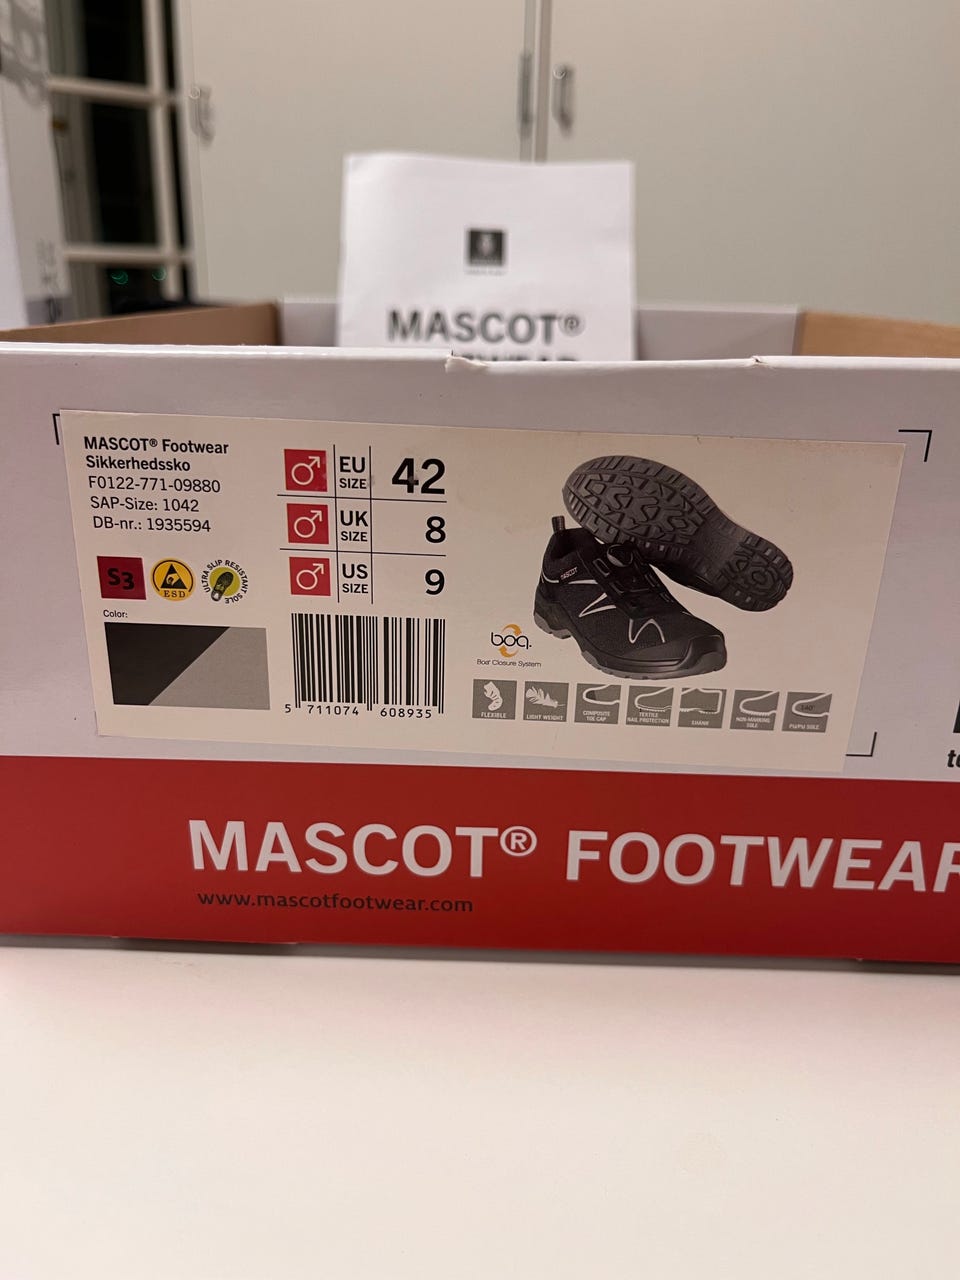 MASCOT®
MASCOT® Footwear
Sikkerhedssko
F0122-771-09880
SAP-Size: 1042
DB-nr.: 1935594
S3
ESD
ULTRA SLIP RESISTANT SOLE
Color:
EU SIZE 42
UK SIZE 8
US SIZE 9
5 711074 608935
MASCOT
boa.
Boa® Closure System
FLEXIBLE
LIGHT WEIGHT
COMPOSITE TOE CAP
TEXTILE NAIL PROTECTION
SHANK
NON-MARKING SOLE
140°
PU/PU SOLE
MASCOT® FOOTWEAR
www.mascotfootwear.com